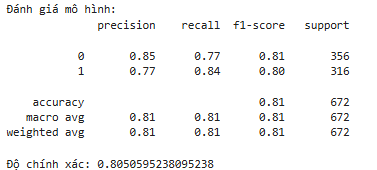 Đánh giá mô hình:
precision recall f1-score support
0 0.85 0.77 0.81 356
1 0.77 0.84 0.80 316
accuracy 0.81 672
macro avg 0.81 0.81 0.81 672
weighted avg 0.81 0.81 0.81 672
Độ chính xác: 0.8050595238095238